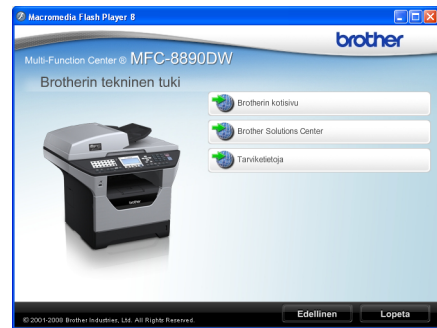 Macromedia Flash Player 8
brother
Multi-Function Center ® MFC-8890DW
Brotherin tekninen tuki
Brotherin kotisivu
Brother Solutions Center
Tarviketietoja
© 2001-2008 Brother Industries, Ltd. All Rights Reserved.
Edellinen
Lopeta